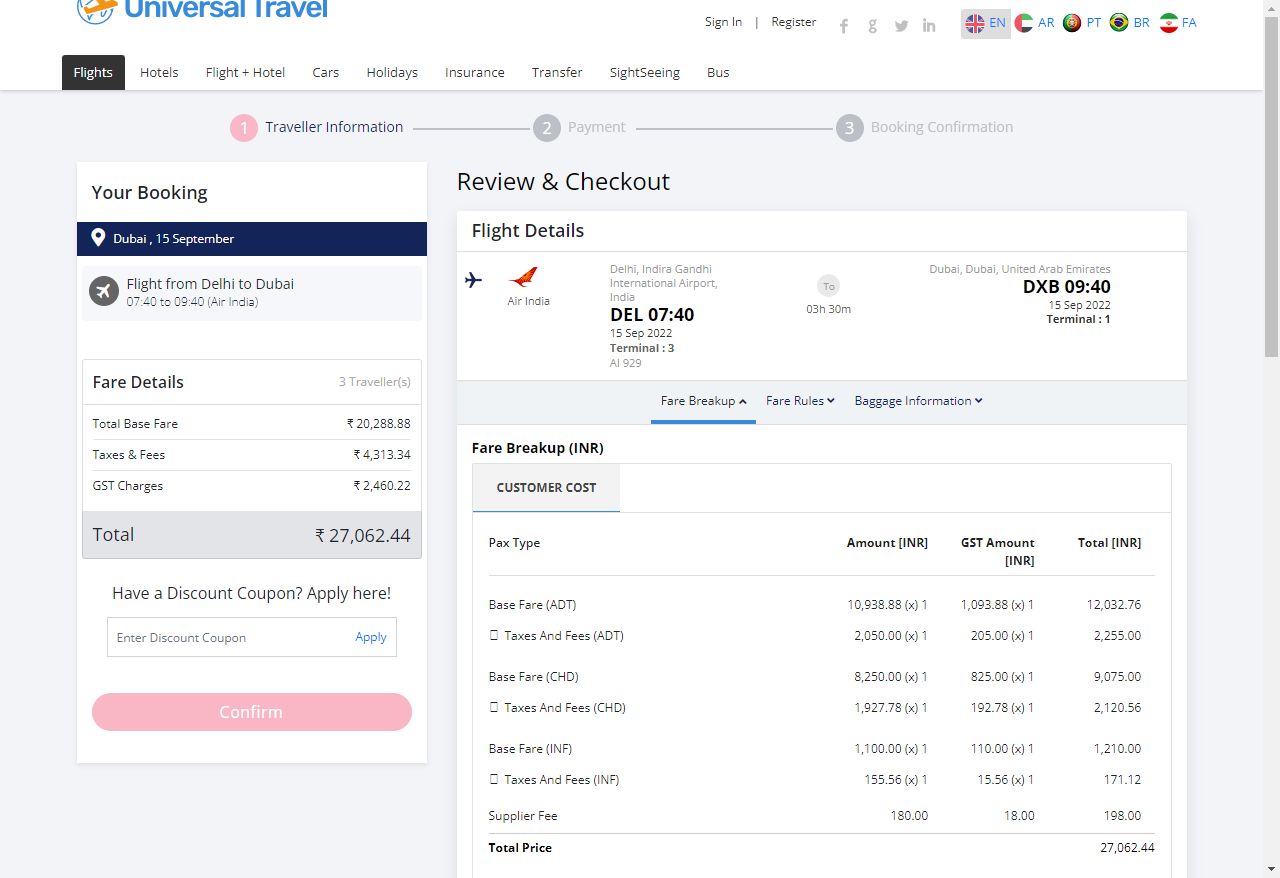 Universal Travel
Sign In | Register
EN AR PT BR FA
Flights Hotels Flight + Hotel Cars Holidays Insurance Transfer SightSeeing Bus
1 Traveller Information 2 Payment 3 Booking Confirmation
Your Booking
Dubai , 15 September
Flight from Delhi to Dubai
07:40 to 09:40 (Air India)
Fare Details 3 Traveller(s)
Total Base Fare ₹ 20,288.88
Taxes & Fees ₹ 4,313.34
GST Charges ₹ 2,460.22
Total ₹ 27,062.44
Have a Discount Coupon? Apply here!
Enter Discount Coupon Apply
Confirm
Review & Checkout
Flight Details
Air India
Delhi, Indira Gandhi
International Airport,
India
DEL 07:40
15 Sep 2022
Terminal : 3
AI 929
To
03h 30m
Dubai, Dubai, United Arab Emirates
DXB 09:40
15 Sep 2022
Terminal : 1
Fare Breakup Fare Rules Baggage Information
Fare Breakup (INR)
CUSTOMER COST
Pax Type Amount [INR] GST Amount [INR] Total [INR]
Base Fare (ADT) 10,938.88 (x) 1 1,093.88 (x) 1 12,032.76
Taxes And Fees (ADT) 2,050.00 (x) 1 205.00 (x) 1 2,255.00
Base Fare (CHD) 8,250.00 (x) 1 825.00 (x) 1 9,075.00
Taxes And Fees (CHD) 1,927.78 (x) 1 192.78 (x) 1 2,120.56
Base Fare (INF) 1,100.00 (x) 1 110.00 (x) 1 1,210.00
Taxes And Fees (INF) 155.56 (x) 1 15.56 (x) 1 171.12
Supplier Fee 180.00 18.00 198.00
Total Price 27,062.44